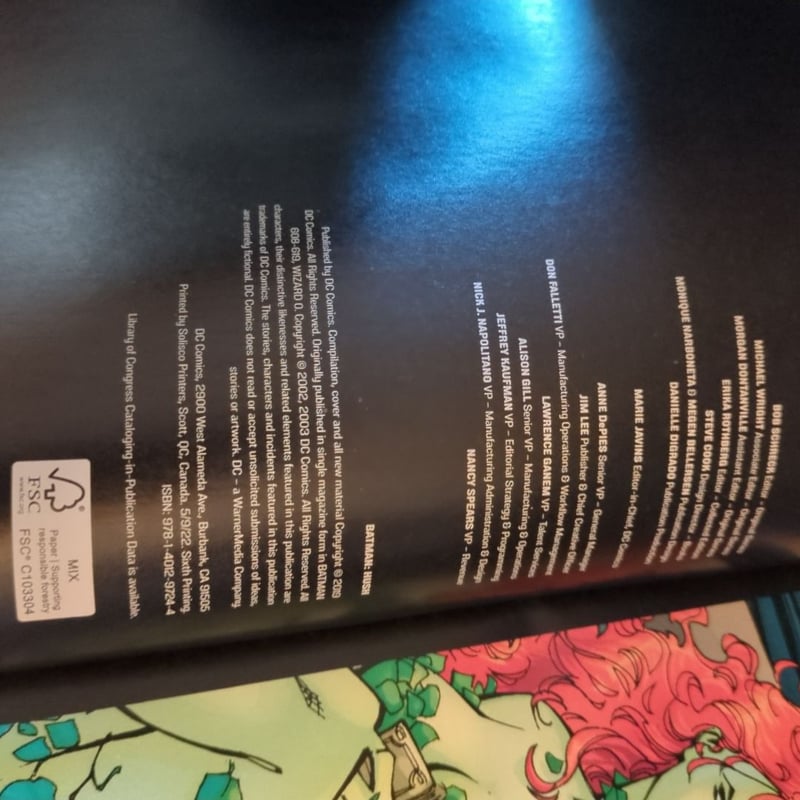 BOB SCHRECK Editor – Original
MICHAEL WRIGHT Associate Editor – Original
MORGAN DONTANVILLE Assistant Editor – Original
ERIKA ROTHBERG Editor – Collected
STEVE COOK Design Director –
MONIQUE NARBONETA & MEGEN BELLERSEN Publication
DANIELLE DIGRADO Publication
MARIE JAVINS Editor-in-Chief, DC Comics
ANNE DePIES Senior VP – General Manager
JIM LEE Publisher & Chief Creative Officer
DON FALLETTI VP – Manufacturing Operations & Workflow Management
LAWRENCE GANEM VP – Talent Services
ALISON GILL Senior VP – Manufacturing & Operations
JEFFREY KAUFMAN VP – Editorial Strategy & Programming
NICK J. NAPOLITANO VP – Manufacturing Administration & Design
NANCY SPEARS VP – Revenue
BATMAN: HUSH
Published by DC Comics. Compilation, cover and all new material Copyright © 2019
DC Comics. All Rights Reserved. Originally published in single magazine form in BATMAN
608-619, WIZARD 0. Copyright © 2002, 2003 DC Comics. All Rights Reserved. All
characters, their distinctive likenesses and related elements featured in this publication are
trademarks of DC Comics. The stories, characters and incidents featured in this publication
are entirely fictional. DC Comics does not read or accept unsolicited submissions of ideas,
stories or artwork. DC – a WarnerMedia Company.
DC Comics, 2900 West Alameda Ave., Burbank, CA 91505
Printed by Solisco Printers, Scott, QC, Canada. 5/9/22. Sixth Printing.
ISBN: 978-1-4012-9724-4
Library of Congress Cataloging-in-Publication Data is available.
FSC
www.fsc.org
MIX
Paper | Supporting
responsible forestry
FSC® C103304